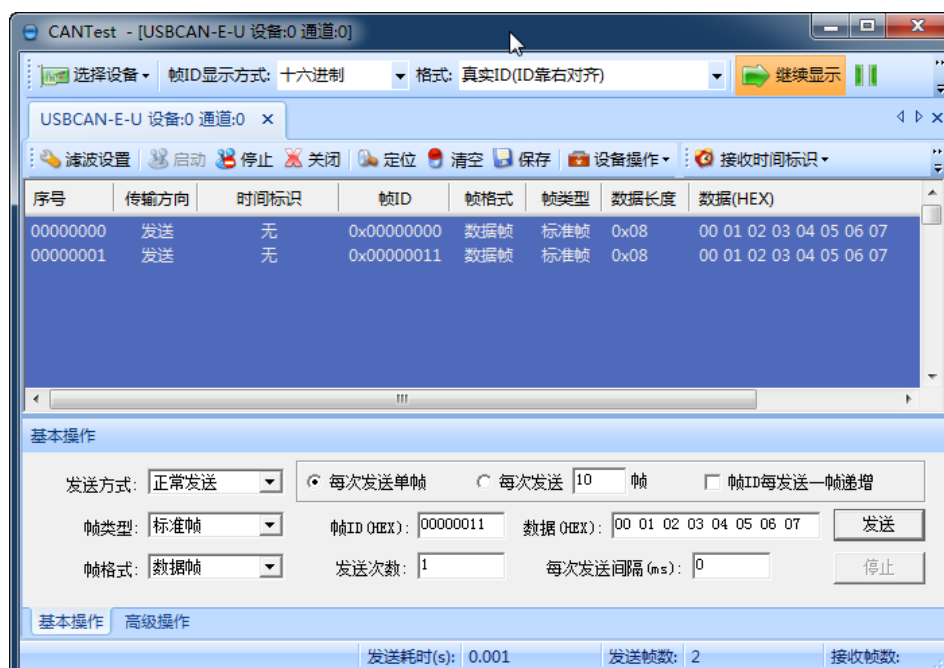 CANTest - [USBCAN-E-U 设备:0 通道:0]
选择设备 帧ID显示方式: 十六进制 格式: 真实ID(ID靠右对齐) 继续显示
USBCAN-E-U 设备:0 通道:0
滤波设置 启动 停止 关闭 定位 清空 保存 设备操作 接收时间标识
序号 传输方向 时间标识 帧ID 帧格式 帧类型 数据长度 数据(HEX)
00000000 发送 无 0x00000000 数据帧 标准帧 0x08 00 01 02 03 04 05 06 07
00000001 发送 无 0x00000011 数据帧 标准帧 0x08 00 01 02 03 04 05 06 07
基本操作
发送方式: 正常发送 每次发送单帧 每次发送 10 帧 帧ID每发送一帧递增
帧类型: 标准帧 帧ID(HEX): 00000011 数据(HEX): 00 01 02 03 04 05 06 07 发送
帧格式: 数据帧 发送次数: 1 每次发送间隔(ms): 0 停止
基本操作 高级操作
发送耗时(s): 0.001 发送帧数: 2 接收帧数: